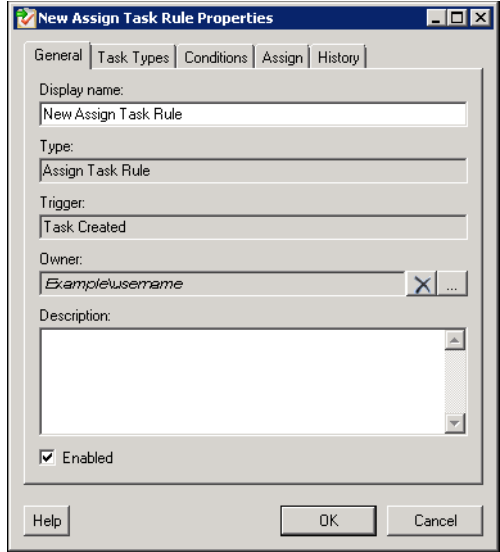 New Assign Task Rule Properties
General Task Types Conditions Assign History
Display name:
New Assign Task Rule
Type:
Assign Task Rule
Trigger:
Task Created
Owner:
Example\username
...
Description:
Enabled
Help OK Cancel